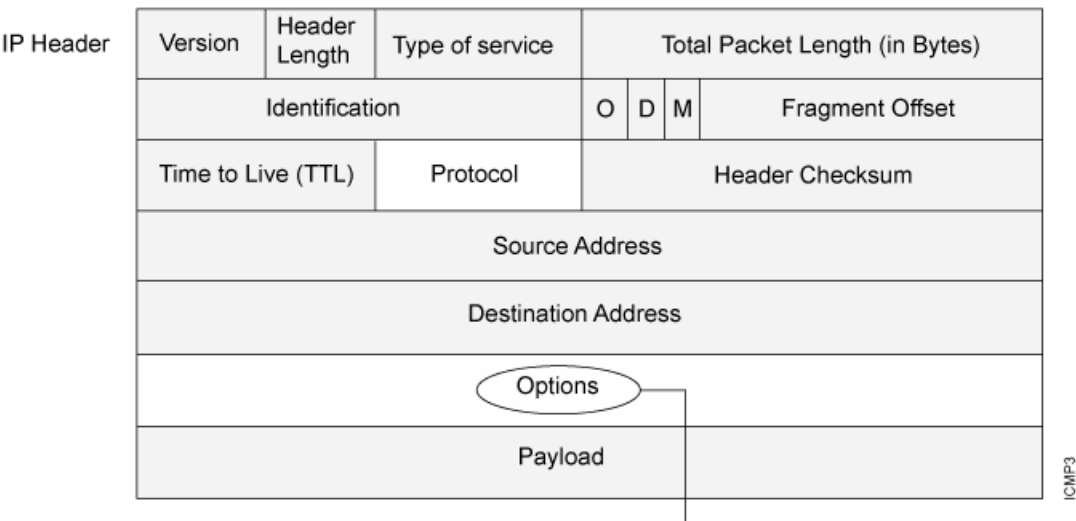 IP Header
Version
Header
Length
Type of service
Total Packet Length (in Bytes)
Identification
O
D
M
Fragment Offset
Time to Live (TTL)
Protocol
Header Checksum
Source Address
Destination Address
Options
Payload
ICMP3